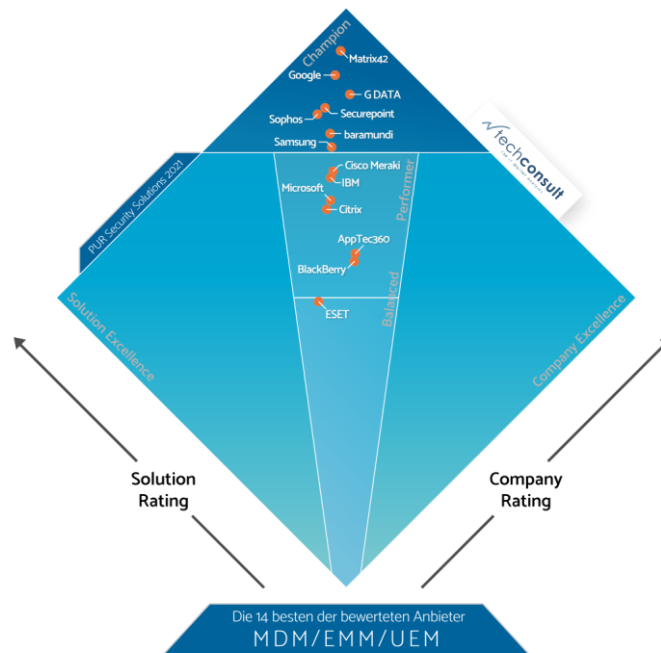 Champion
Matrix42
Google
G DATA
Securepoint
Sophos
baramundi
Samsung
techconsult
PUR Security Solutions 2021
Cisco Meraki
IBM
Microsoft
Citrix
Performer
AppTec360
BlackBerry
Balanced
ESET
Solution Excellence
Company Excellence
Solution
Rating
Company
Rating
Die 14 besten der bewerteten Anbieter
MDM/EMM/UEM